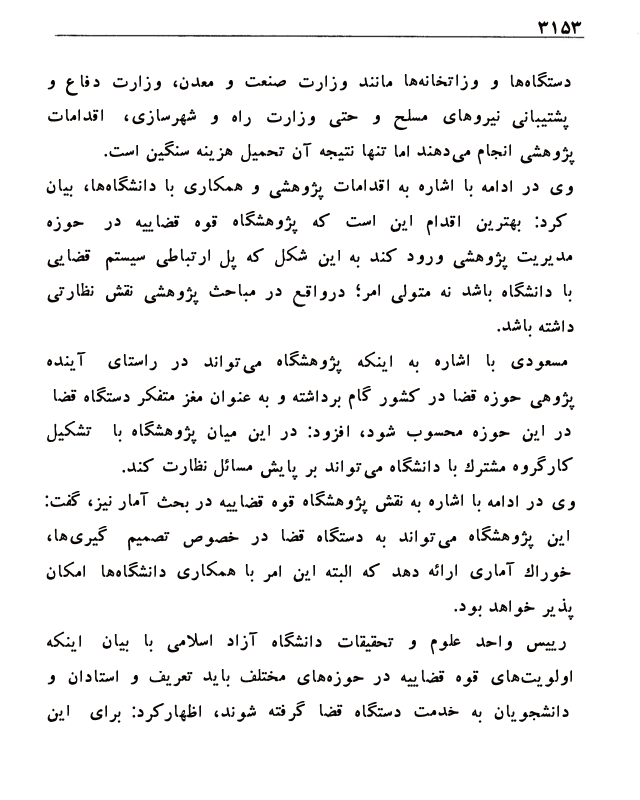 ۳۱۵۳
دستگاه‌ها و وزاتخانه‌ها مانند وزارت صنعت و معدن، وزارت دفاع و
پشتیبانی نیروهای مسلح و حتی وزارت راه و شهرسازی، اقدامات
پژوهشی انجام می‌دهند اما تنها نتیجه آن تحمیل هزینه سنگین است.
وی در ادامه با اشاره به اقدامات پژوهشی و همکاری با دانشگاه‌ها، بیان
کرد: بهترین اقدام این است که پژوهشگاه قوه قضاییه در حوزه
مدیریت پژوهشی ورود کند به این شکل که پل ارتباطی سیستم قضایی
با دانشگاه باشد نه متولی امر؛ درواقع در مباحث پژوهشی نقش نظارتی
داشته باشد.
مسعودی با اشاره به اینکه پژوهشگاه می‌تواند در راستای آینده
پژوهی حوزه قضا در کشور گام برداشته و به عنوان مغز متفکر دستگاه قضا
در این حوزه محسوب شود، افزود: در این میان پژوهشگاه با تشکیل
کارگروه مشترك با دانشگاه می‌تواند بر پایش مسائل نظارت کند.
وی در ادامه با اشاره به نقش پژوهشگاه قوه قضاییه در بحث آمار نیز، گفت:
این پژوهشگاه می‌تواند به دستگاه قضا در خصوص تصمیم گیری‌ها،
خوراك آماری ارائه دهد که البته این امر با همکاری دانشگاه‌ها امکان
پذیر خواهد بود.
رییس واحد علوم و تحقیقات دانشگاه آزاد اسلامی با بیان اینکه
اولویت‌های قوه قضاییه در حوزه‌های مختلف باید تعریف و استادان و
دانشجویان به خدمت دستگاه قضا گرفته شوند، اظهارکرد: برای این